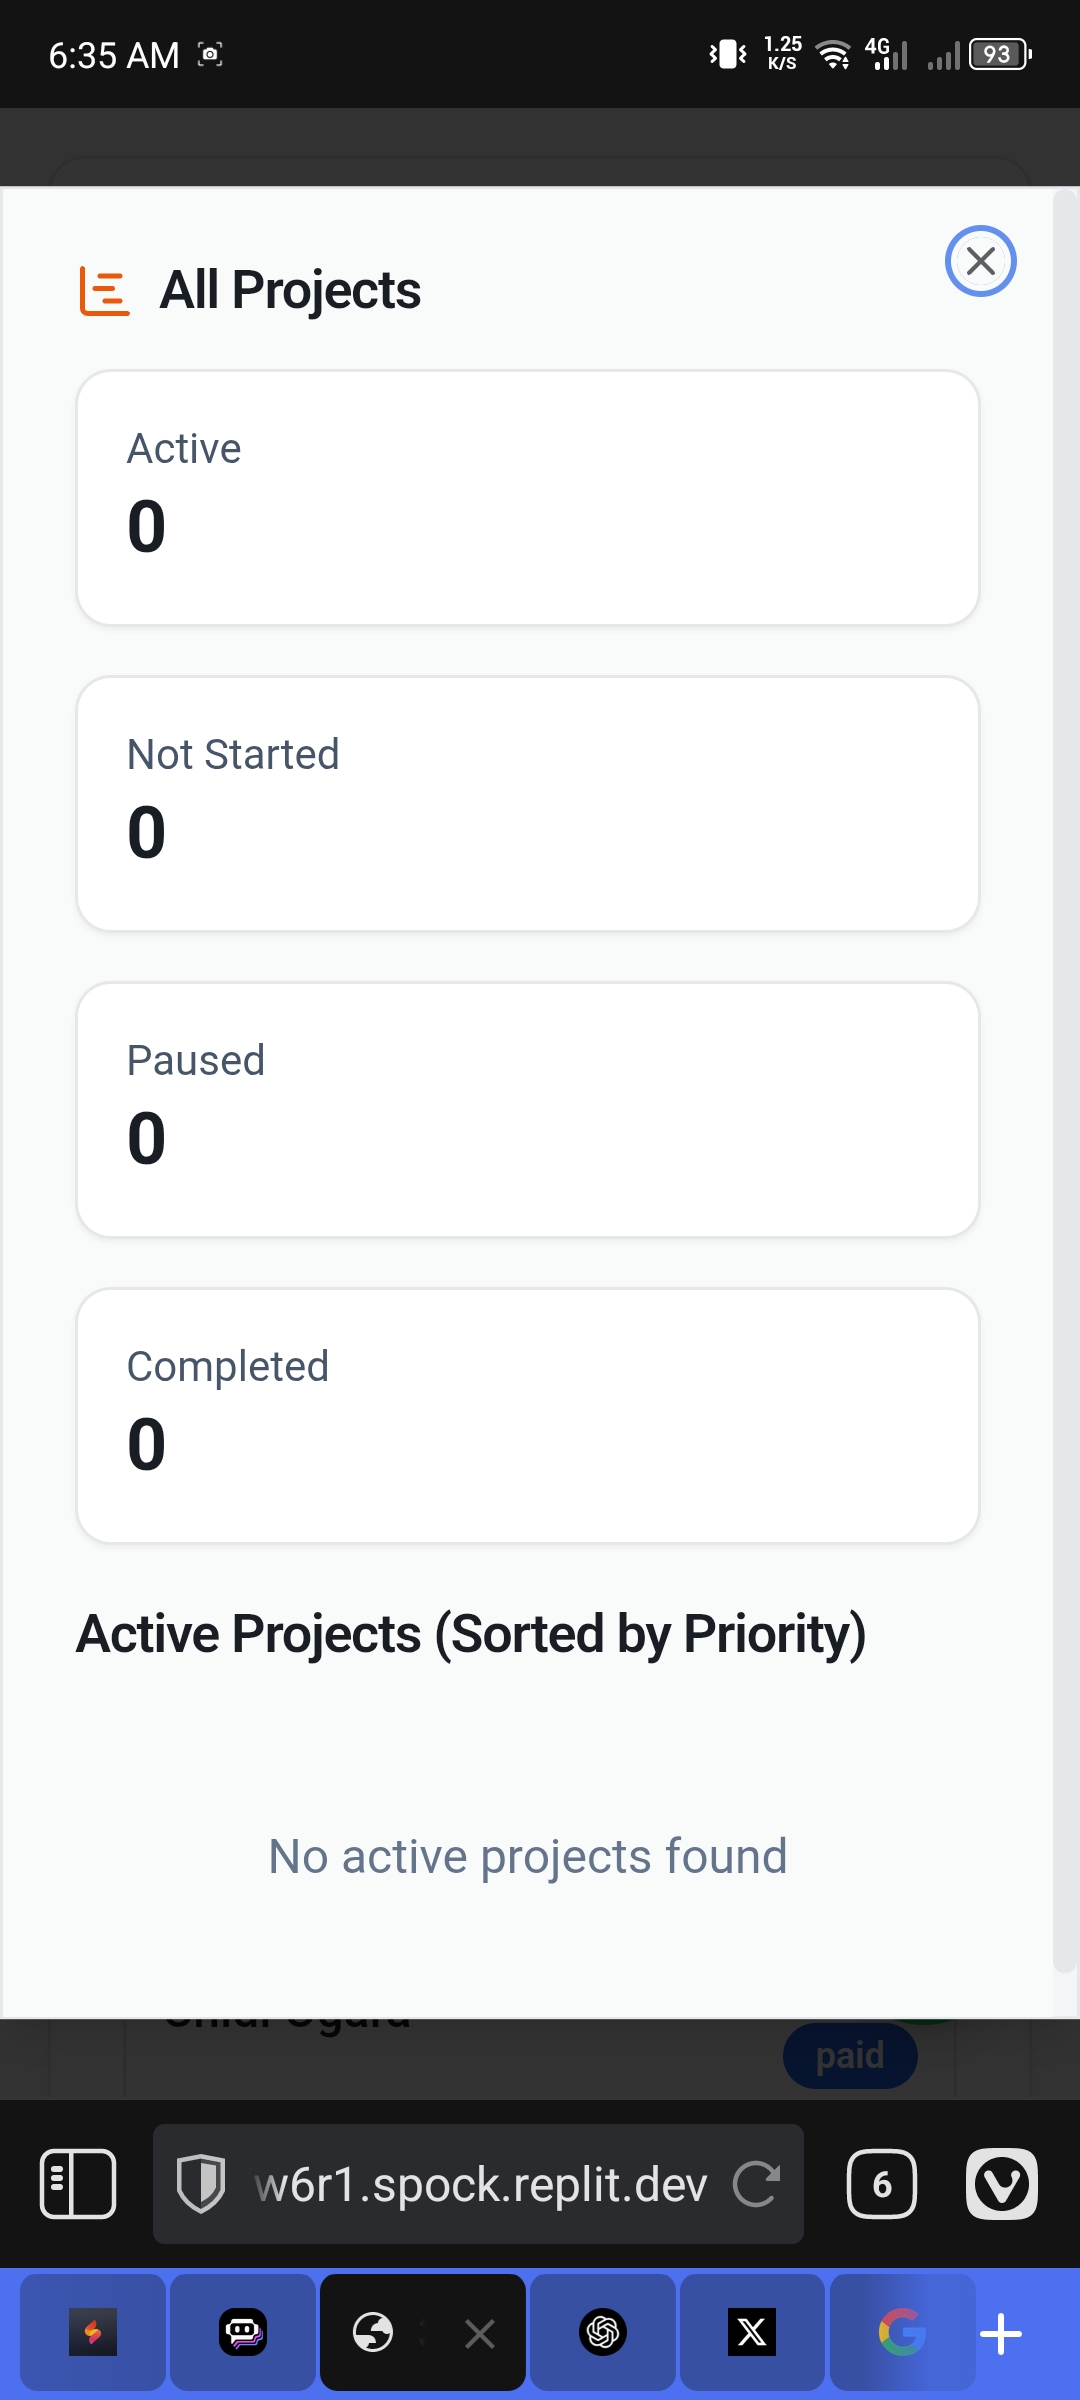 6:35 AM
1.25
K/S
4G
93
All Projects
Active
0
Not Started
0
Paused
0
Completed
0
Active Projects (Sorted by Priority)
No active projects found
paid
w6r1.spock.replit.dev
6